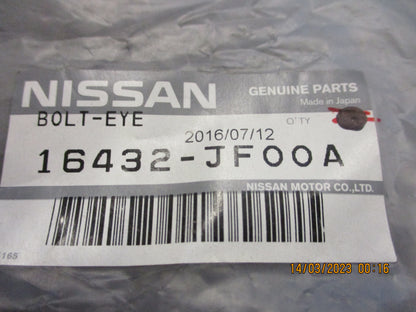 NISSAN
GENUINE PARTS
Made in Japan
BOLT-EYE
Q'TY
2016/07/12
16432-JF00A
NISSAN MOTOR CO.,LTD.
165
14/03/2023 00:16